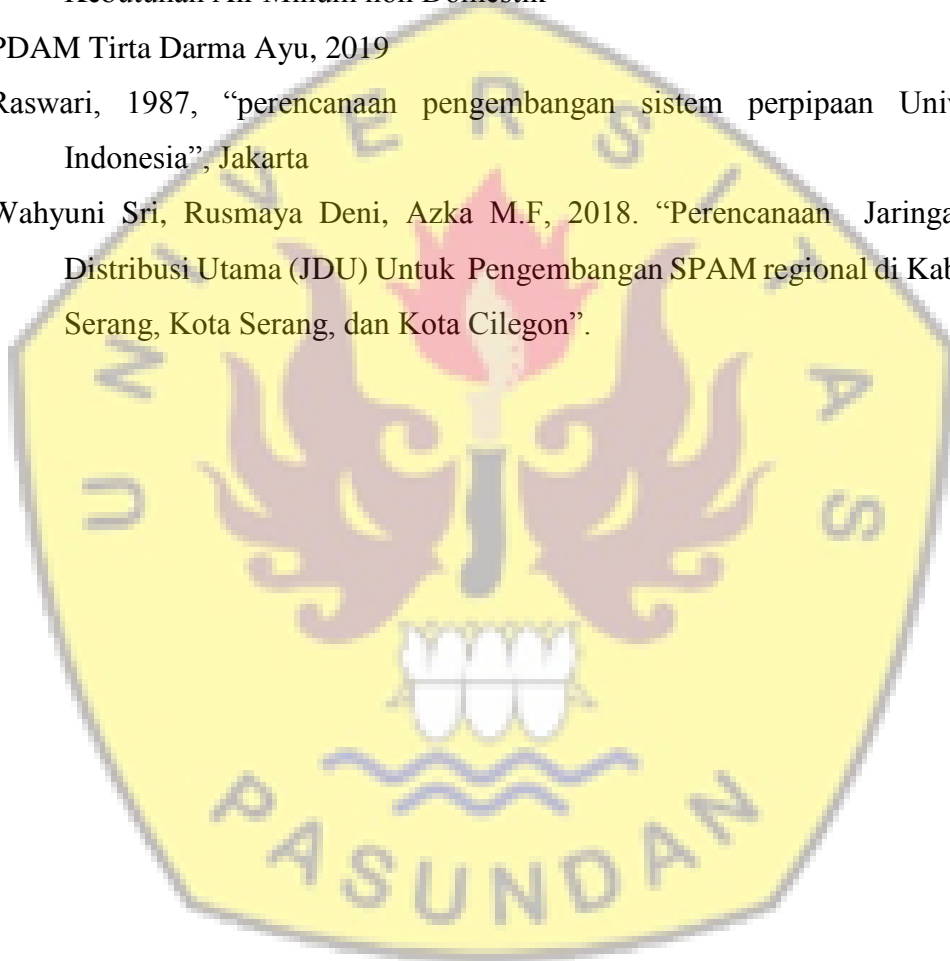 Kebutuhan Air Minum non Domestik
PDAM Tirta Darma Ayu, 2019
Raswari, 1987, “perencanaan pengembangan sistem perpipaan Univ
Indonesia”, Jakarta
Wahyuni Sri, Rusmaya Deni, Azka M.F, 2018. “Perencanaan Jaringa
Distribusi Utama (JDU) Untuk Pengembangan SPAM regional di Kab
Serang, Kota Serang, dan Kota Cilegon”.
UNIVERSITAS
PASUNDAN